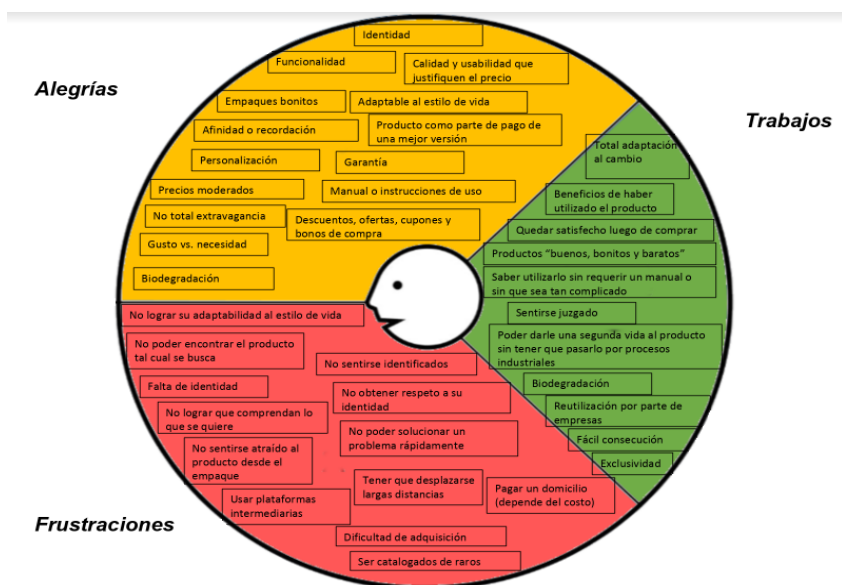 Alegrías
Identidad
Funcionalidad
Calidad y usabilidad que
justifiquen el precio
Empaques bonitos
Adaptable al estilo de vida
Afinidad o recordación
Producto como parte de pago de
una mejor versión
Personalización
Garantía
Precios moderados
Manual o instrucciones de uso
No total extravagancia
Descuentos, ofertas, cupones y
bonos de compra
Gusto vs. necesidad
Biodegradación
Trabajos
Total adaptación
al cambio
Beneficios de haber
utilizado el producto
Quedar satisfecho luego de comprar
Productos “buenos, bonitos y baratos”
Saber utilizarlo sin requerir un manual o
sin que sea tan complicado
Sentirse juzgado
Poder darle una segunda vida al producto
sin tener que pasarlo por procesos
industriales
Biodegradación
Reutilización por parte de
empresas
Fácil consecución
Exclusividad
Frustraciones
No lograr su adaptabilidad al estilo de vida
No poder encontrar el producto
tal cual se busca
No sentirse identificados
Falta de identidad
No obtener respeto a su
identidad
No lograr que comprendan lo
que se quiere
No poder solucionar un
problema rápidamente
No sentirse atraído al
producto desde el
empaque
Tener que desplazarse
largas distancias
Pagar un domicilio
(depende del costo)
Usar plataformas
intermediarias
Dificultad de adquisición
Ser catalogados de raros